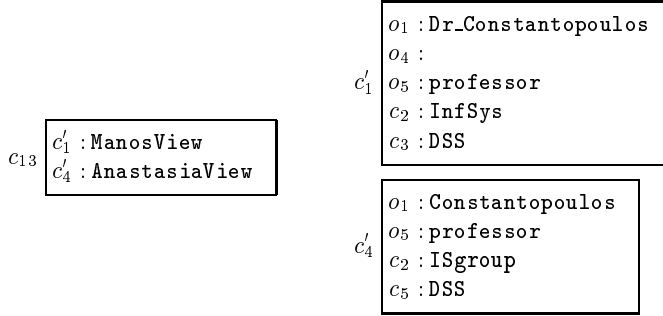 c₁₃
c′₁ : ManosView
c′₄ : AnastasiaView
c′₁
o₁ : Dr_Constantopoulos
o₄ :
o₅ : professor
c₂ : InfSys
c₃ : DSS
c′₄
o₁ : Constantopoulos
o₅ : professor
c₂ : ISgroup
c₅ : DSS